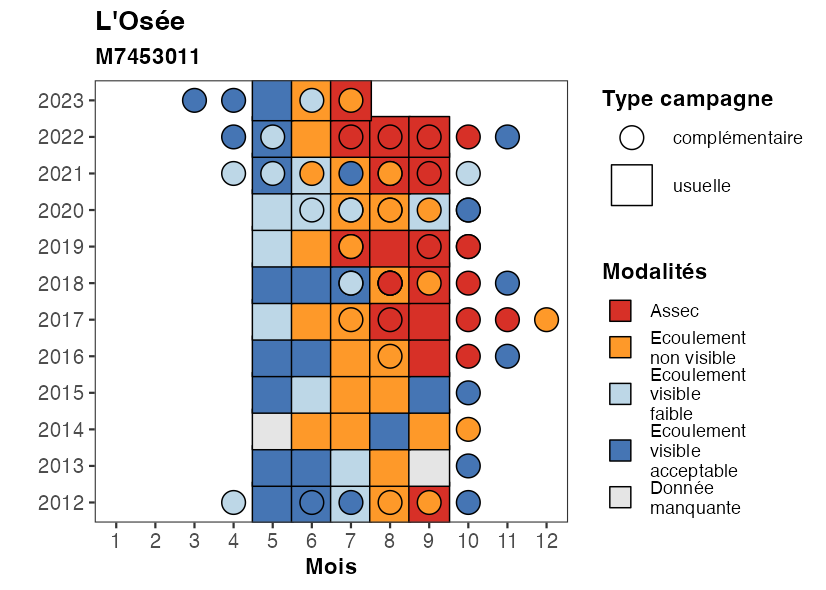 L'Osée
M7453011
2023
2022
2021
2020
2019
2018
2017
2016
2015
2014
2013
2012
1 2 3 4 5 6 7 8 9 10 11 12
Mois
Type campagne
complémentaire
usuelle
Modalités
Assec
Ecoulement
non visible
Ecoulement
visible
faible
Ecoulement
visible
acceptable
Donnée
manquante